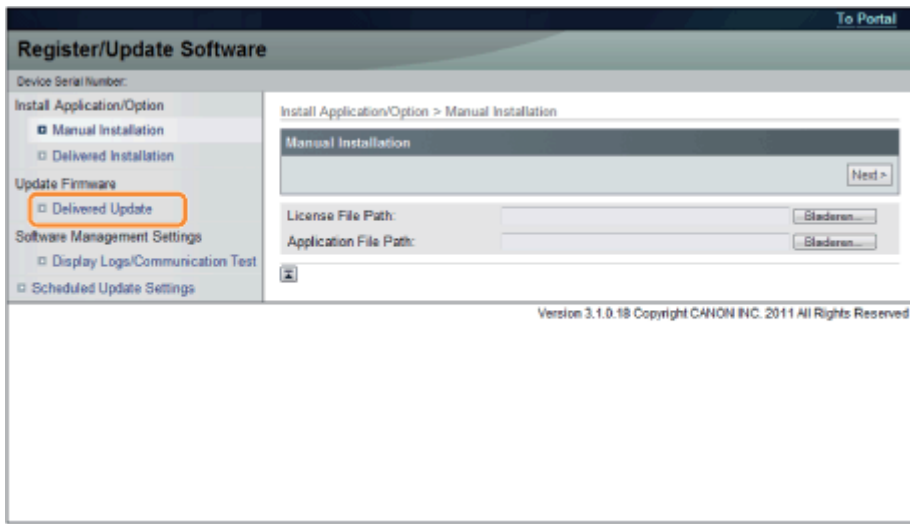 To Portal
Register/Update Software
Device Serial Number:
Install Application/Option
Manual Installation
Delivered Installation
Update Firmware
Delivered Update
Software Management Settings
Display Logs/Communication Test
Scheduled Update Settings
Install Application/Option > Manual Installation
Manual Installation
Next >
License File Path:
Bladeren...
Application File Path:
Bladeren...
Version 3.1.0.18 Copyright CANON INC. 2011 All Rights Reserved